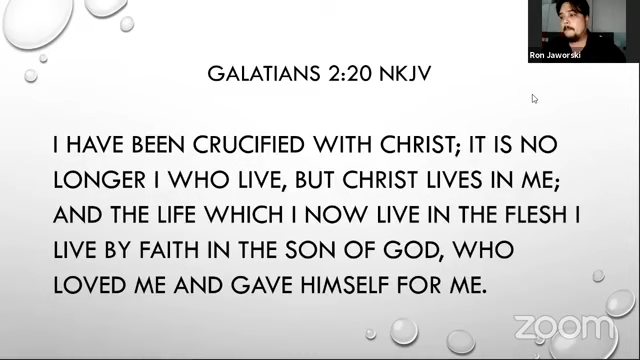 Ron Jaworski
GALATIANS 2:20 NKJV
I HAVE BEEN CRUCIFIED WITH CHRIST; IT IS NO
LONGER I WHO LIVE, BUT CHRIST LIVES IN ME;
AND THE LIFE WHICH I NOW LIVE IN THE FLESH I
LIVE BY FAITH IN THE SON OF GOD, WHO
LOVED ME AND GAVE HIMSELF FOR ME.
zoom